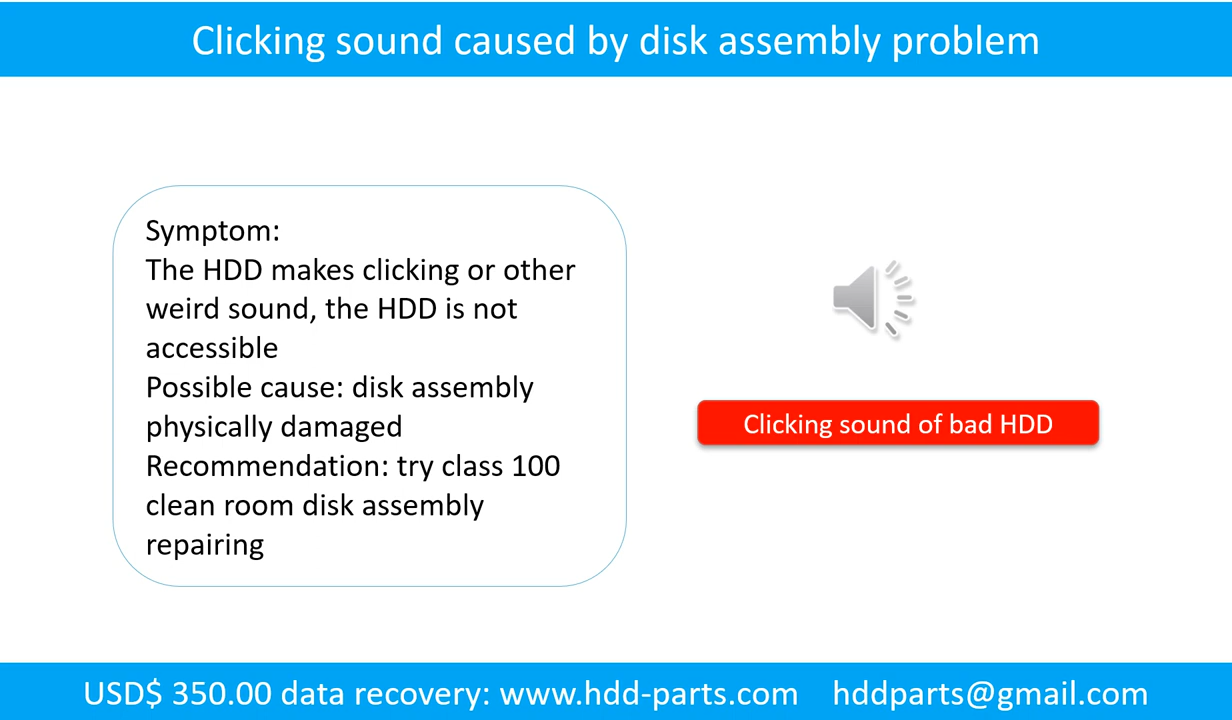 Clicking sound caused by disk assembly problem
Symptom:
The HDD makes clicking or other
weird sound, the HDD is not
accessible
Possible cause: disk assembly
physically damaged
Recommendation: try class 100
clean room disk assembly
repairing
Clicking sound of bad HDD
USD$ 350.00 data recovery: www.hdd-parts.com hddparts@gmail.com